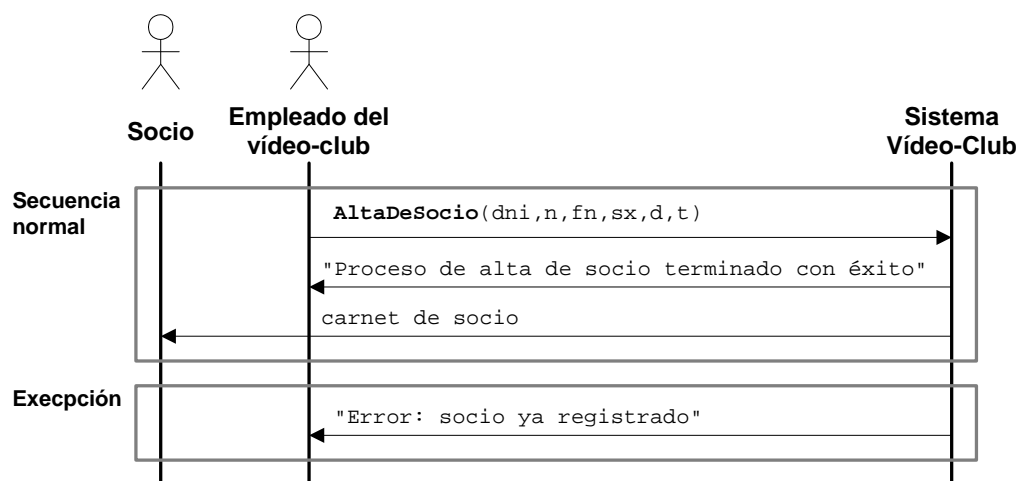 Socio
Empleado del
vídeo-club
Sistema
Vídeo-Club
Secuencia
normal
AltaDeSocio(dni,n,fn,sx,d,t)
"Proceso de alta de socio terminado con éxito"
carnet de socio
Execpción
"Error: socio ya registrado"